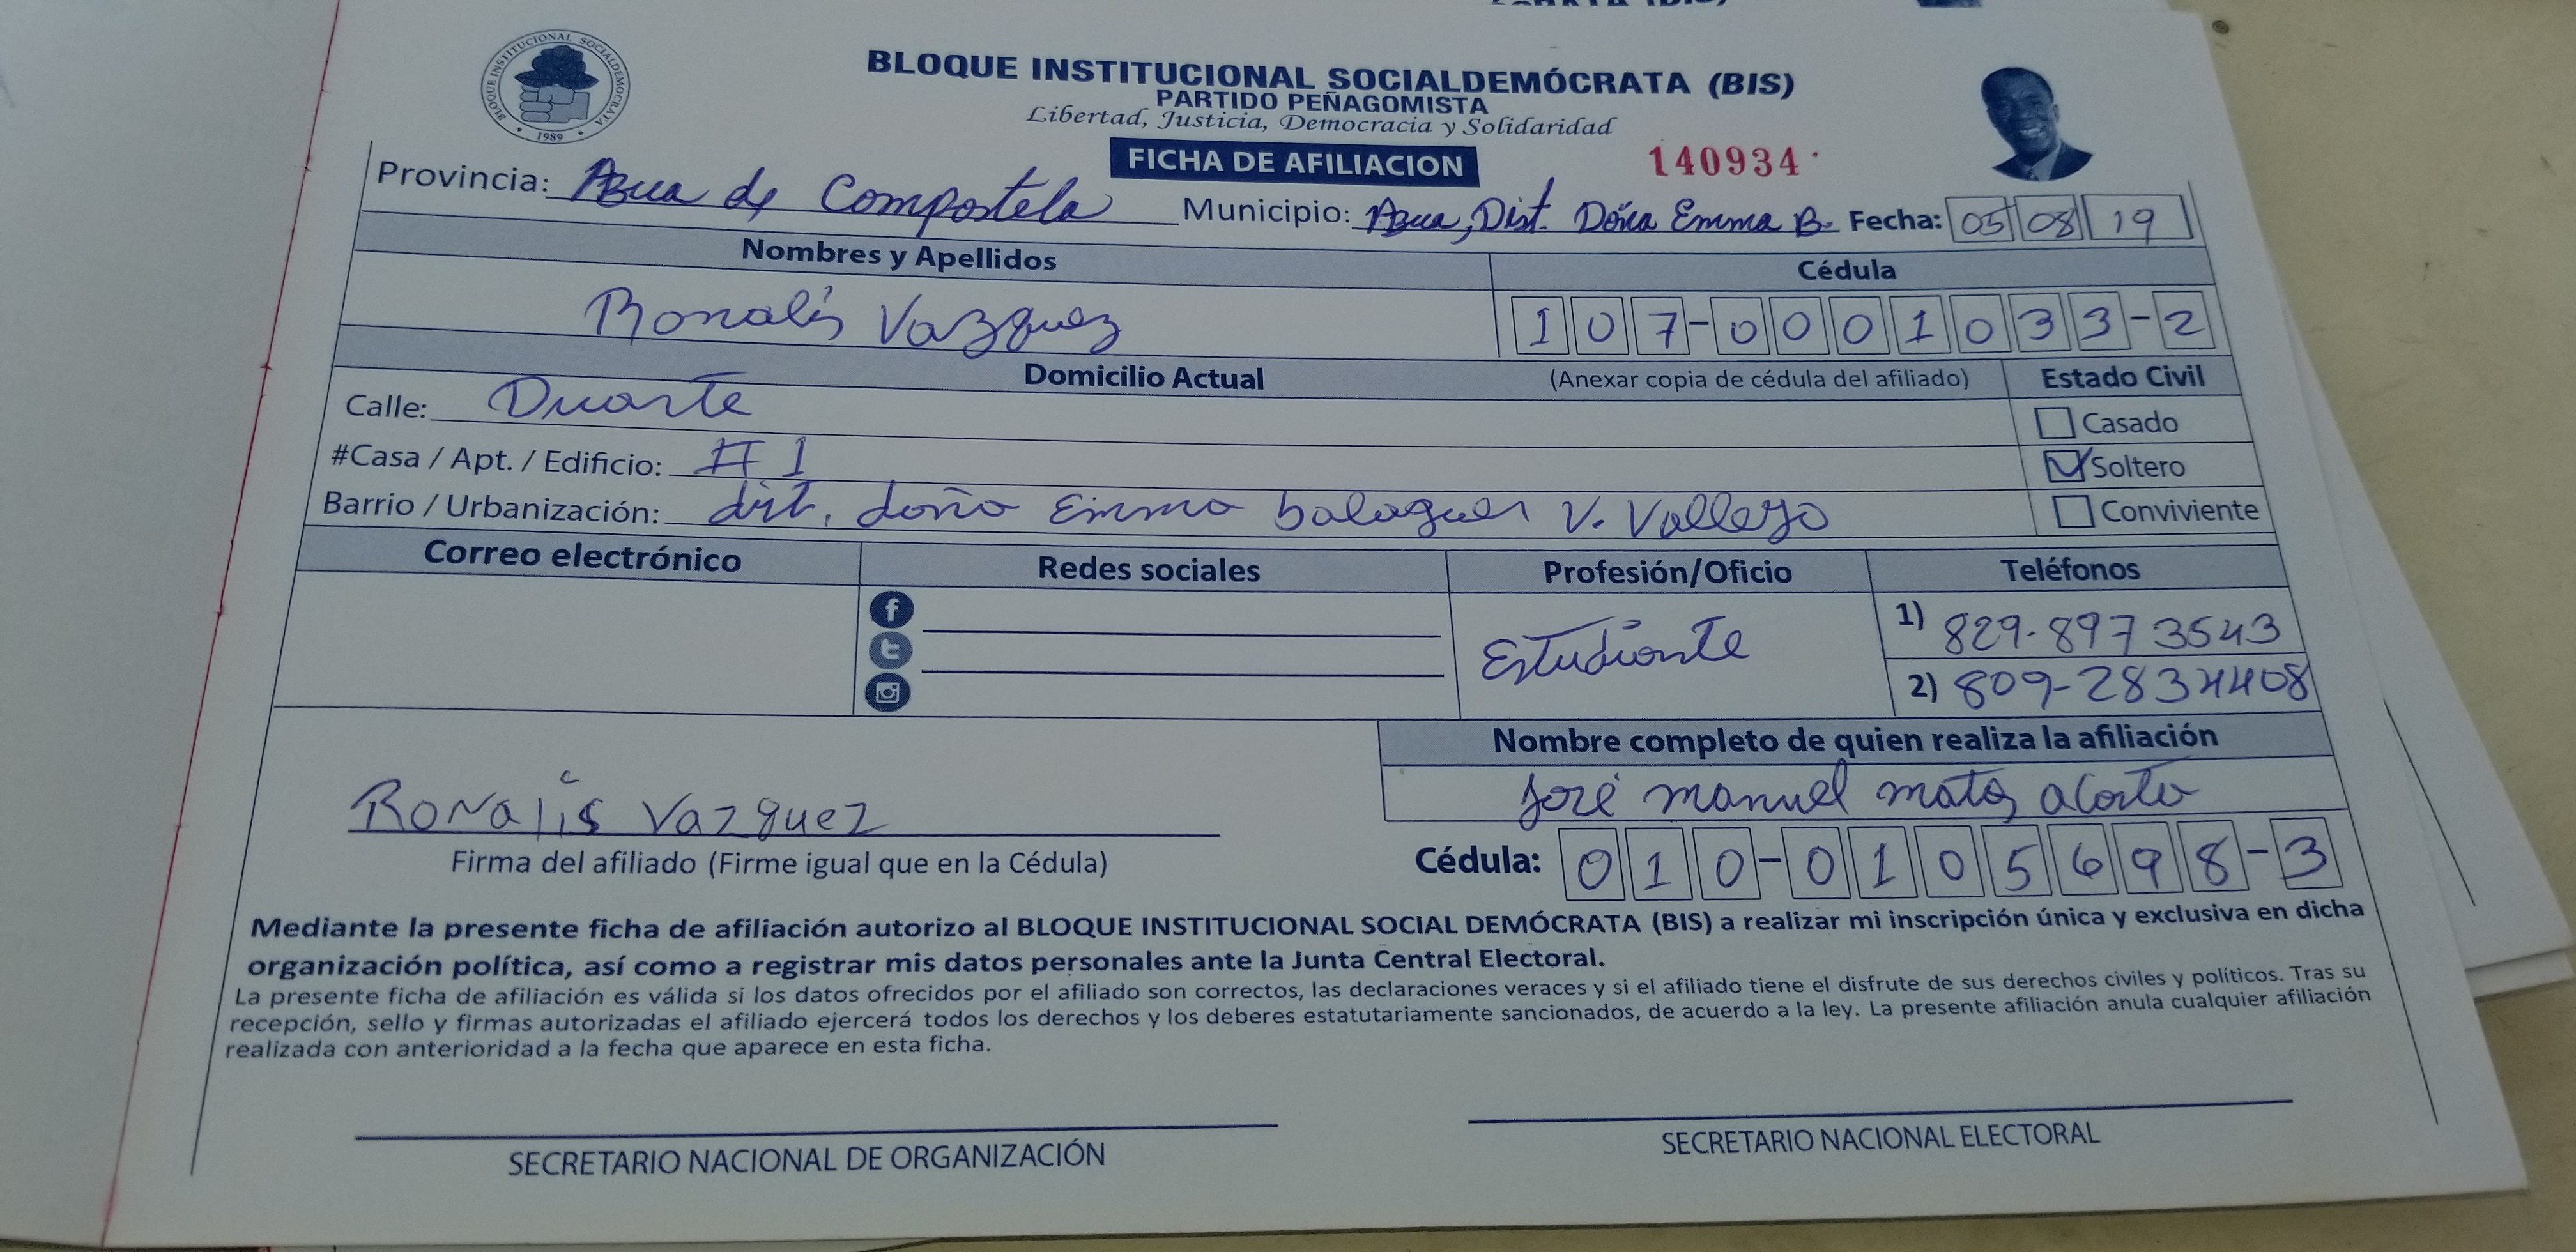 BLOQUE INSTITUCIONAL SOCIALDEMOCRATA
1989
BLOQUE INSTITUCIONAL SOCIALDEMÓCRATA (BIS)
PARTIDO PEÑAGOMISTA
Libertad, Justicia, Democracia y Solidaridad
FICHA DE AFILIACION 140934
Provincia: Azua de Compostela Municipio: Azua, Dist. Doña Emma B. Fecha: 05 08 19
Nombres y Apellidos Cédula
Ronalis Vazquez 107-0001033-2
Domicilio Actual (Anexar copia de cédula del afiliado) Estado Civil
Calle: Duarte Casado
#Casa / Apt. / Edificio: #1 Soltero
Barrio / Urbanización: dist. doña Emma balaguer V. Vallejo Conviviente
Correo electrónico Redes sociales Profesión/Oficio Teléfonos
Estudiante
1) 829-897 3543
2) 809-283 4408
Nombre completo de quien realiza la afiliación
José manuel matos acosta
Ronalis Vazquez
Firma del afiliado (Firme igual que en la Cédula) Cédula: 010-0105698-3
Mediante la presente ficha de afiliación autorizo al BLOQUE INSTITUCIONAL SOCIAL DEMÓCRATA (BIS) a realizar mi inscripción única y exclusiva en dicha
organización política, así como a registrar mis datos personales ante la Junta Central Electoral.
La presente ficha de afiliación es válida si los datos ofrecidos por el afiliado son correctos, las declaraciones veraces y si el afiliado tiene el disfrute de sus derechos civiles y políticos. Tras su
recepción, sello y firmas autorizadas el afiliado ejercerá todos los derechos y los deberes estatutariamente sancionados, de acuerdo a la ley. La presente afiliación anula cualquier afiliación
realizada con anterioridad a la fecha que aparece en esta ficha.
SECRETARIO NACIONAL DE ORGANIZACIÓN SECRETARIO NACIONAL ELECTORAL